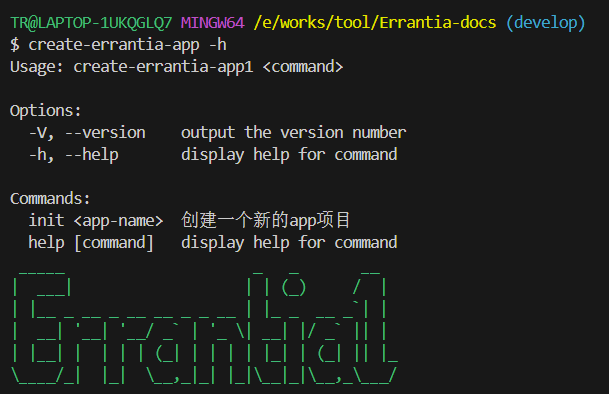 TR@LAPTOP-1UKQGLQ7 MINGW64 /e/works/tool/Errantia-docs (develop)
$ create-errantia-app -h
Usage: create-errantia-app1 <command>

Options:
  -V, --version    output the version number
  -h, --help       display help for command

Commands:
  init <app-name>  创建一个新的app项目
  help [command]   display help for command
Errantia